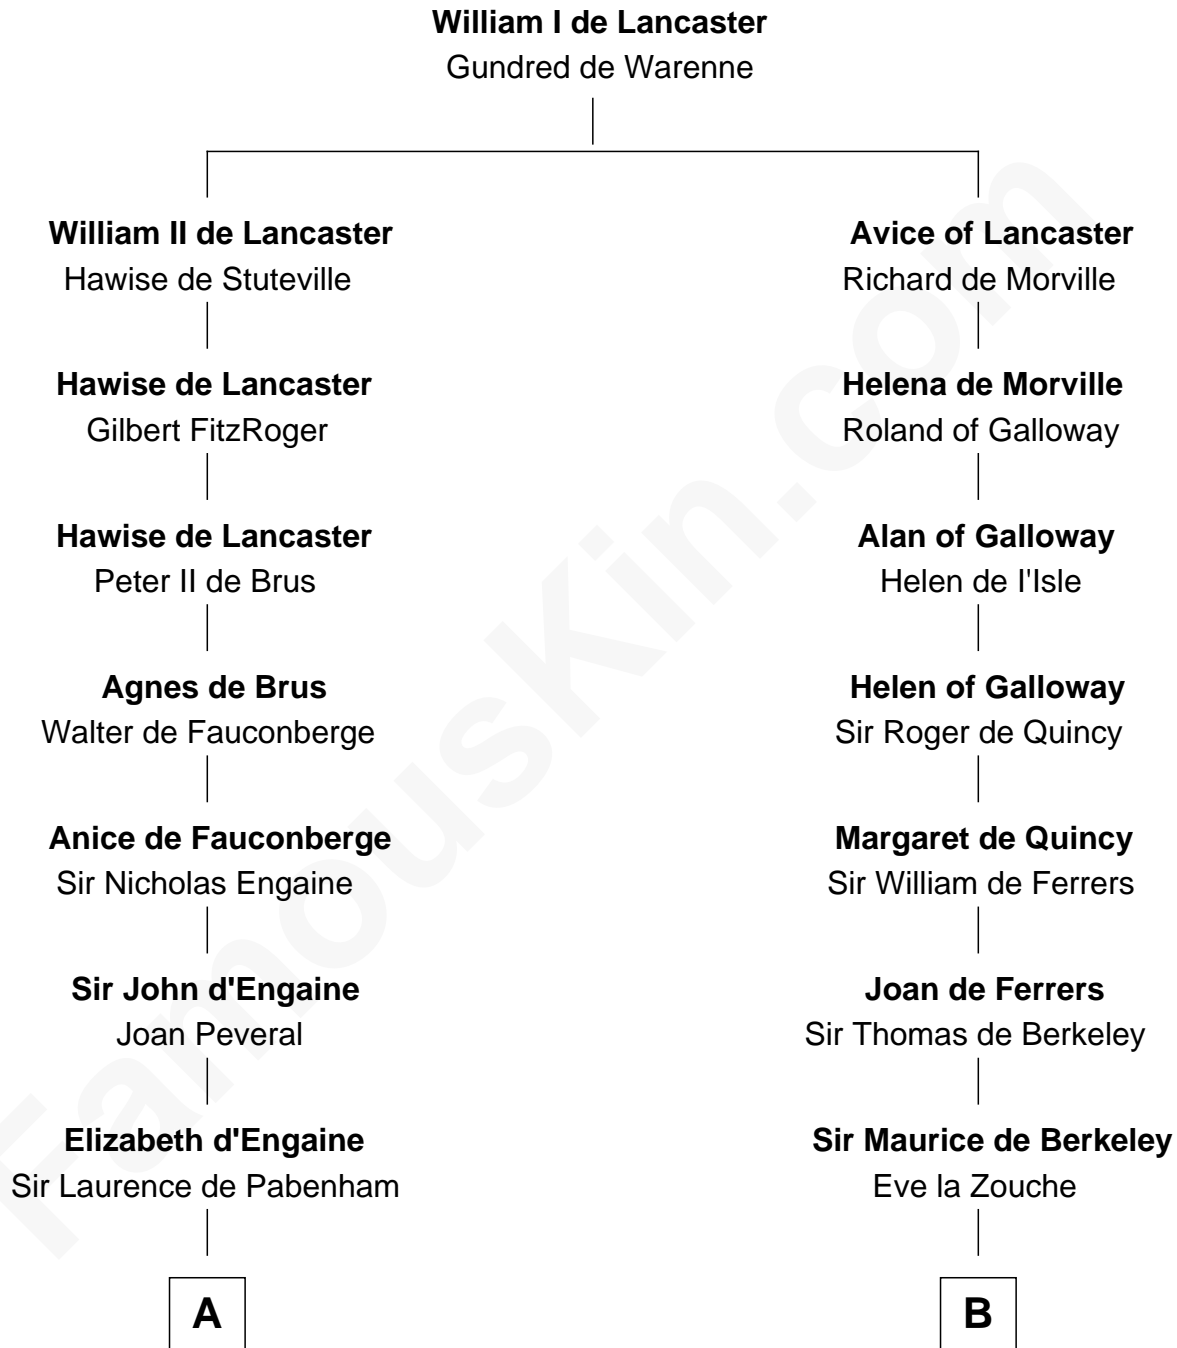 William I de Lancaster
Gundred de Warenne
William II de Lancaster
Hawise de Stuteville
Hawise de Lancaster
Gilbert FitzRoger
Hawise de Lancaster
Peter II de Brus
Agnes de Brus
Walter de Fauconberge
Anice de Fauconberge
Sir Nicholas Engaine
Sir John d'Engaine
Joan Peveral
Elizabeth d'Engaine
Sir Laurence de Pabenham
A
Avice of Lancaster
Richard de Morville
Helena de Morville
Roland of Galloway
Alan of Galloway
Helen de I'Isle
Helen of Galloway
Sir Roger de Quincy
Margaret de Quincy
Sir William de Ferrers
Joan de Ferrers
Sir Thomas de Berkeley
Sir Maurice de Berkeley
Eve la Zouche
B
FamousKin.com